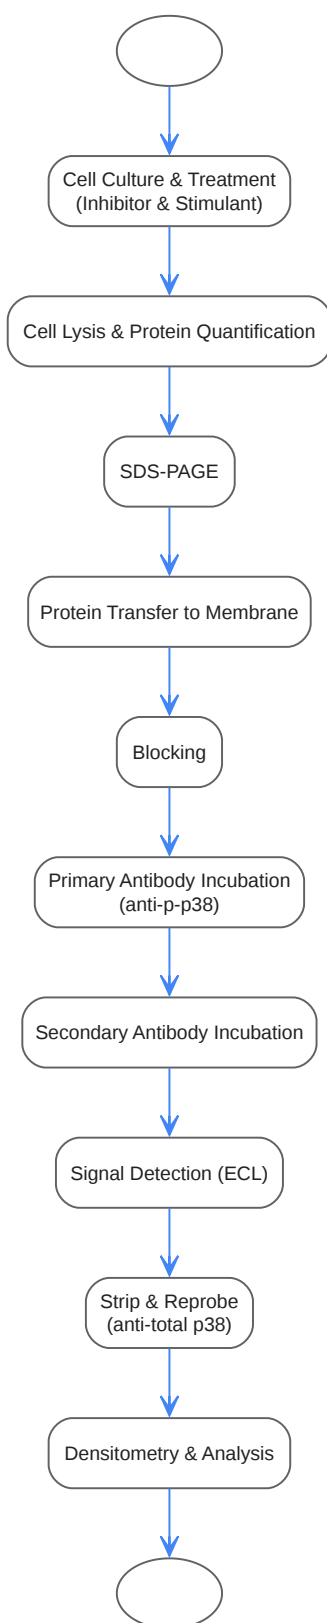 Cell Culture & Treatment
(Inhibitor & Stimulant)
Cell Lysis & Protein Quantification
SDS-PAGE
Protein Transfer to Membrane
Blocking
Primary Antibody Incubation
(anti-p-p38)
Secondary Antibody Incubation
Signal Detection (ECL)
Strip & Reprobe
(anti-total p38)
Densitometry & Analysis